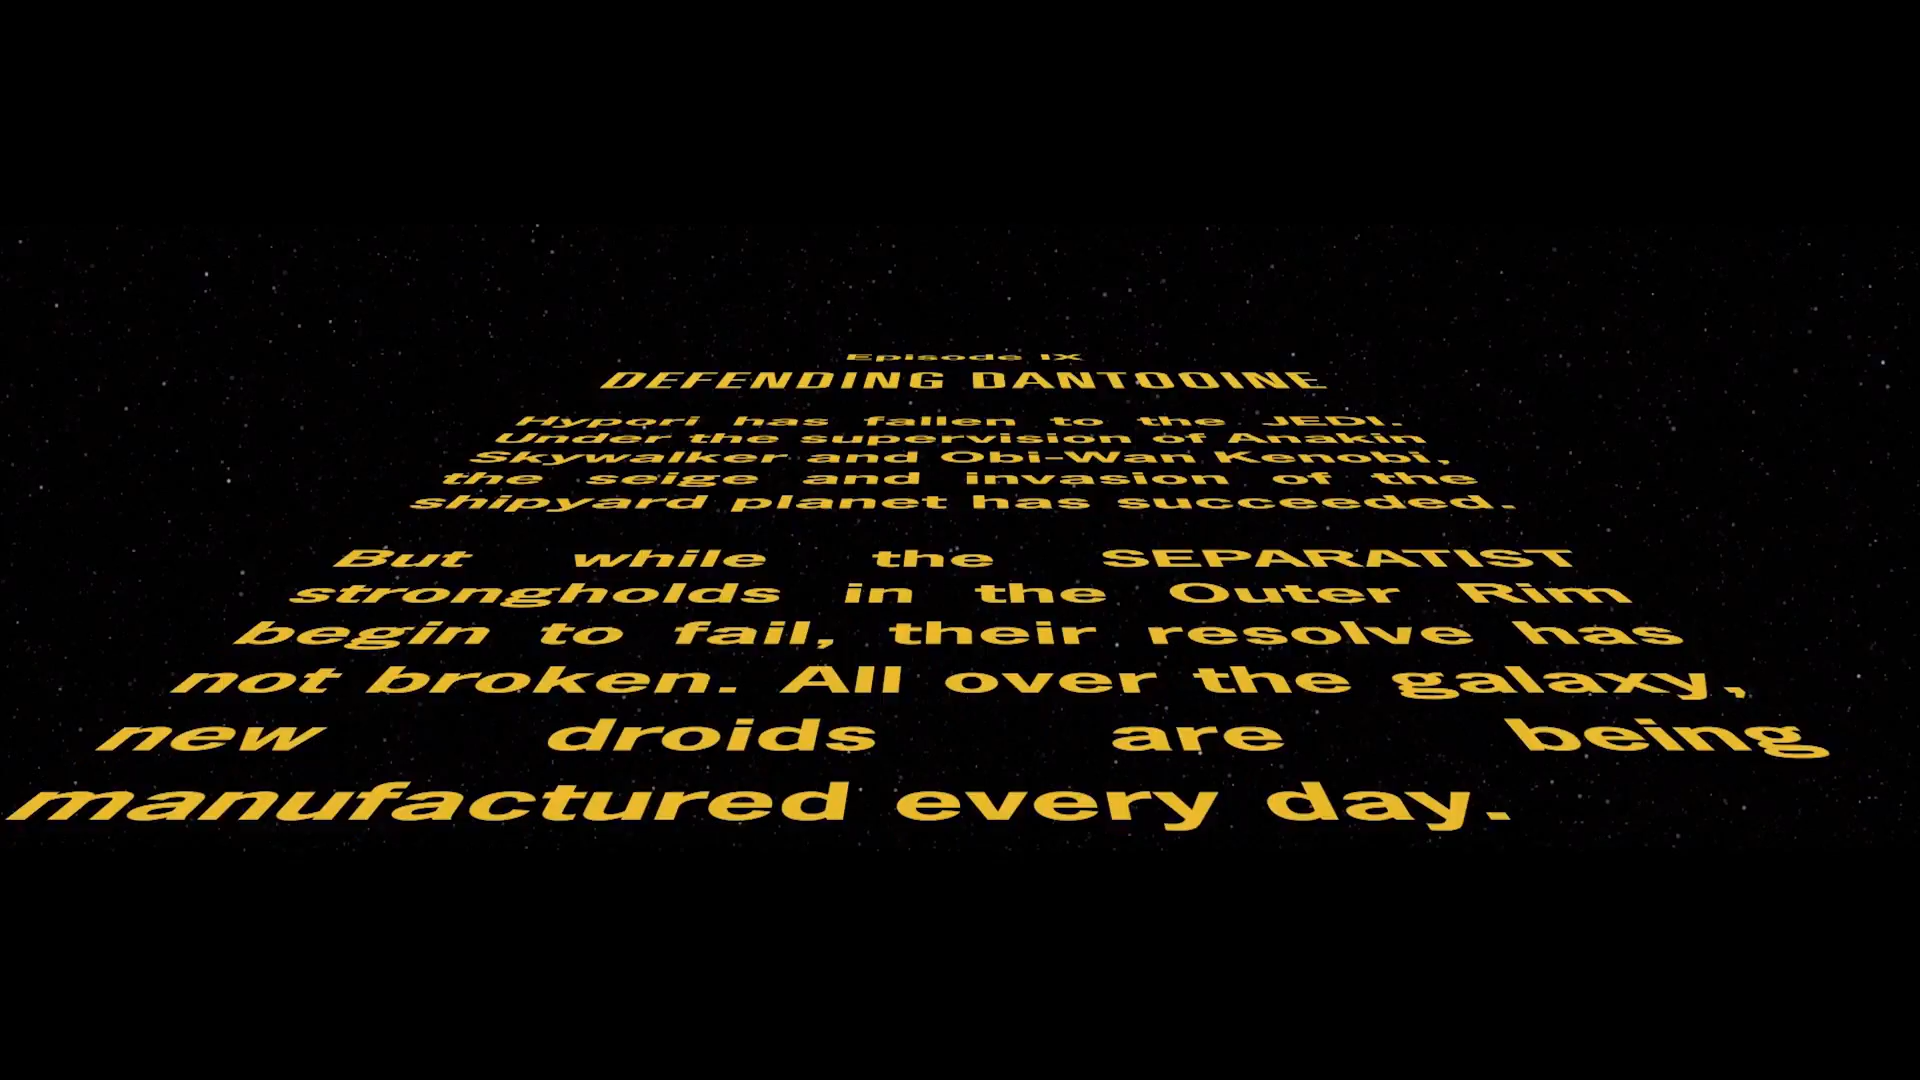 Episode IX
DEFENDING DANTOOINE
Hypori has fallen to the JEDI.
Under the supervision of Anakin
Skywalker and Obi-Wan Kenobi,
the seige and invasion of the
shipyard planet has succeeded.
But while the SEPARATIST
strongholds in the Outer Rim
begin to fail, their resolve has
not broken. All over the galaxy,
new droids are being
manufactured every day.